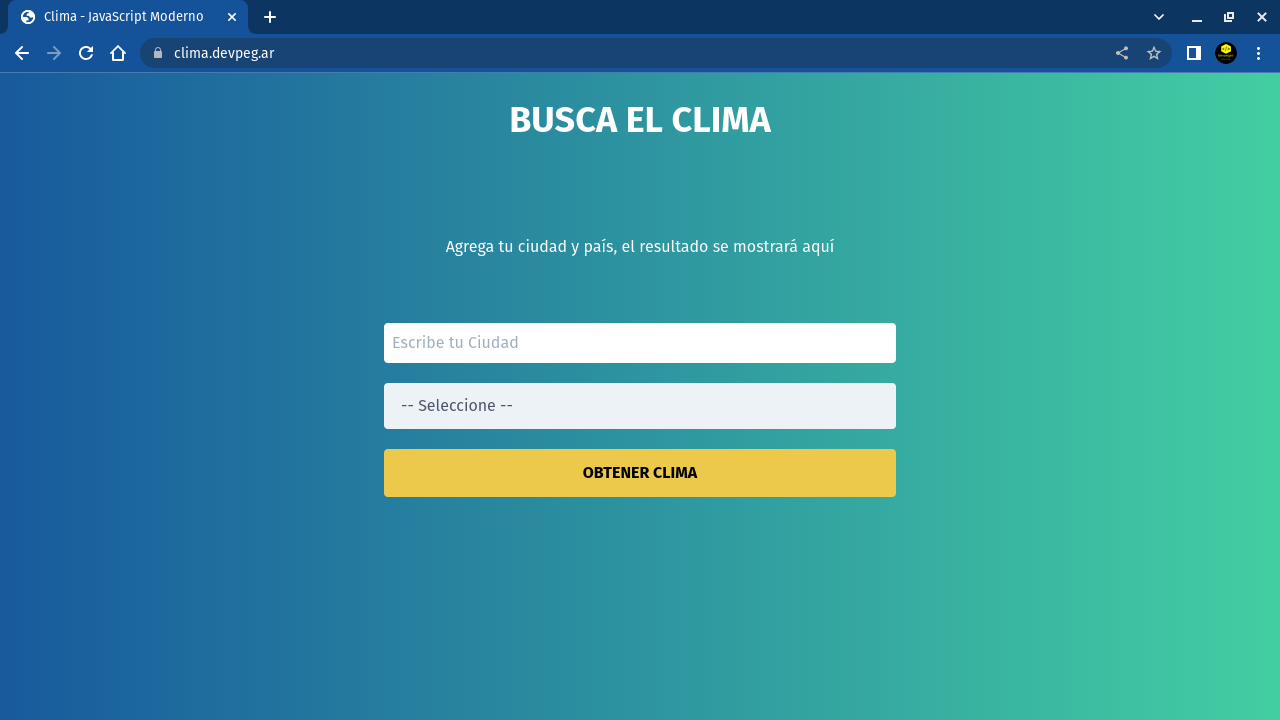 Clima - JavaScript Moderno
clima.devpeg.ar
BUSCA EL CLIMA
Agrega tu ciudad y país, el resultado se mostrará aquí
Escribe tu Ciudad
-- Seleccione --
OBTENER CLIMA